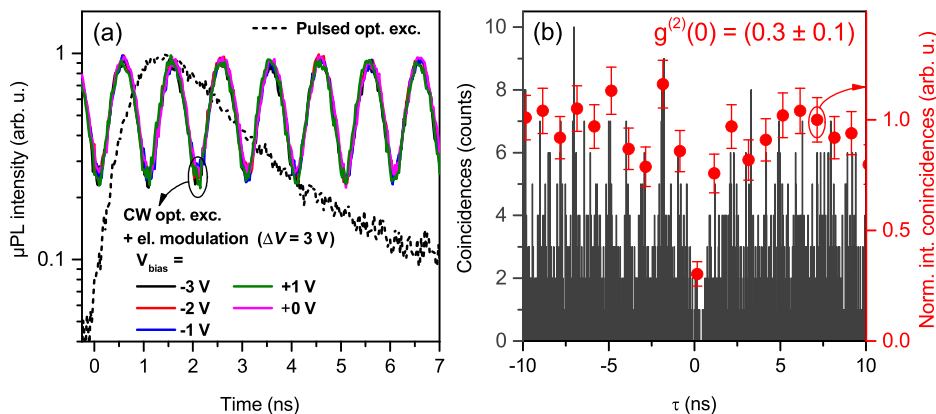 (a)
Pulsed opt. exc.
1
0.1
µPL intensity (arb. u.)
CW opt. exc.
+ el. modulation (ΔV = 3 V)
V_bias =
-3 V
+1 V
-2 V
+0 V
-1 V
0 1 2 3 4 5 6 7
Time (ns)
(b)
g(2)(0) = (0.3 ± 0.1)
10
8
6
4
2
0
Coincidences (counts)
1.0
0.5
0.0
Norm. int. conincidences (arb. u.)
-10 -5 0 5 10
τ (ns)